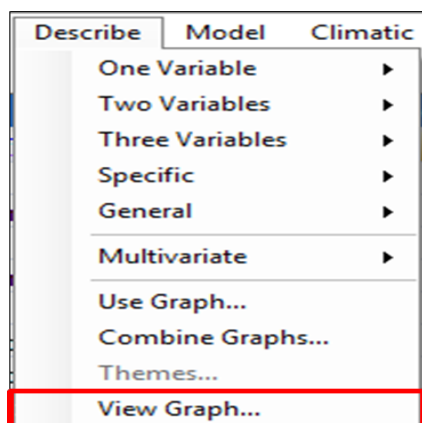 Describe Model Climatic
One Variable
Two Variables
Three Variables
Specific
General
Multivariate
Use Graph...
Combine Graphs...
Themes...
View Graph...